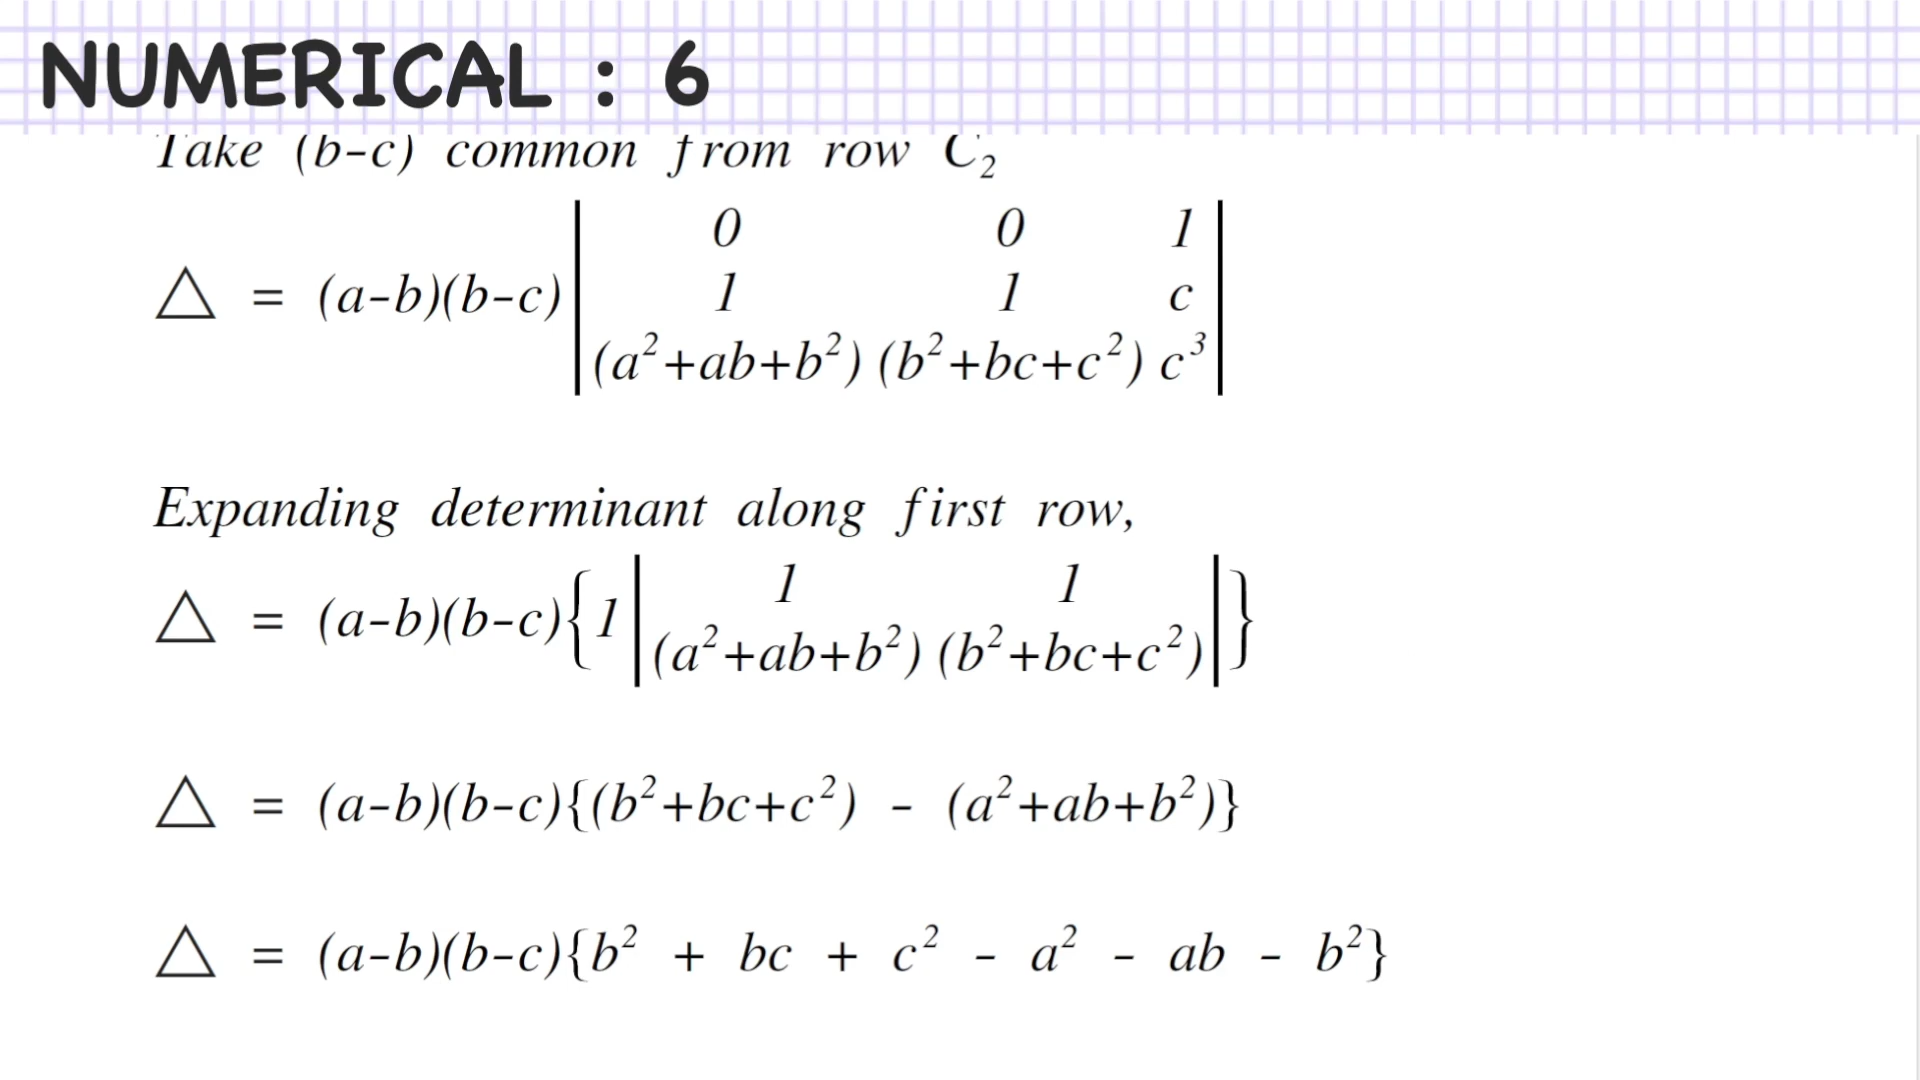 NUMERICAL : 6
Take (b-c) common from row C₂
△ = (a-b)(b-c) | 0 0 1 |
| 1 1 c |
| (a²+ab+b²) (b²+bc+c²) c³ |
Expanding determinant along first row,
△ = (a-b)(b-c){1 | 1 1 |
| (a²+ab+b²) (b²+bc+c²) |}
△ = (a-b)(b-c){(b²+bc+c²) - (a²+ab+b²)}
△ = (a-b)(b-c){b² + bc + c² - a² - ab - b²}